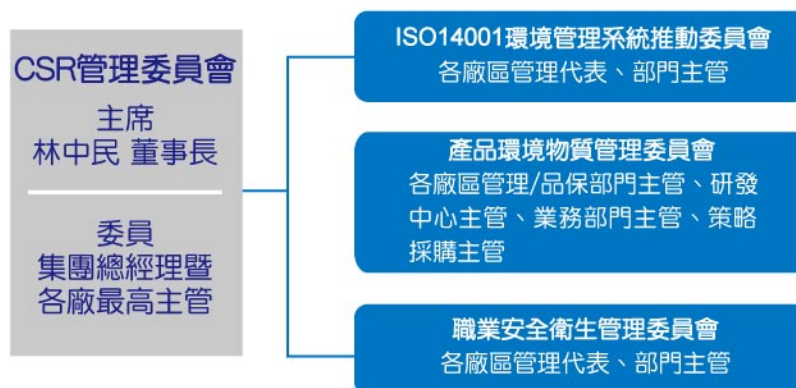 CSR管理委員會
主席
林中民 董事長
委員
集團總經理暨
各廠最高主管
ISO14001環境管理系統推動委員會
各廠區管理代表、部門主管
產品環境物質管理委員會
各廠區管理/品保部門主管、研發
中心主管、業務部門主管、策略
採購主管
職業安全衛生管理委員會
各廠區管理代表、部門主管